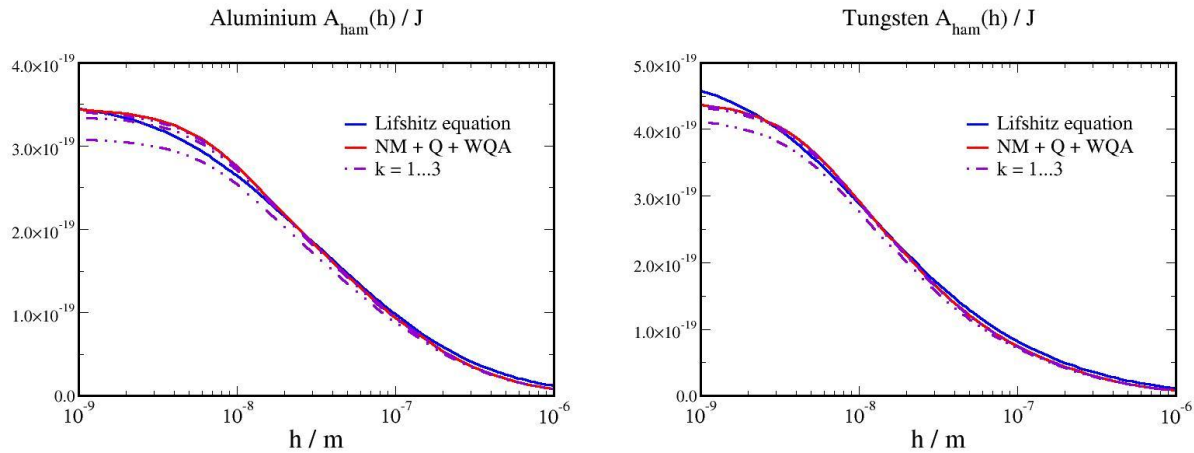 Aluminium A_ham(h) / J
4.0×10^-19
3.0×10^-19
2.0×10^-19
1.0×10^-19
0.0
Lifshitz equation
NM + Q + WQA
k = 1...3
10^-9
10^-8
10^-7
10^-6
h / m
Tungsten A_ham(h) / J
5.0×10^-19
4.0×10^-19
3.0×10^-19
2.0×10^-19
1.0×10^-19
0.0
Lifshitz equation
NM + Q + WQA
k = 1...3
10^-9
10^-8
10^-7
10^-6
h / m